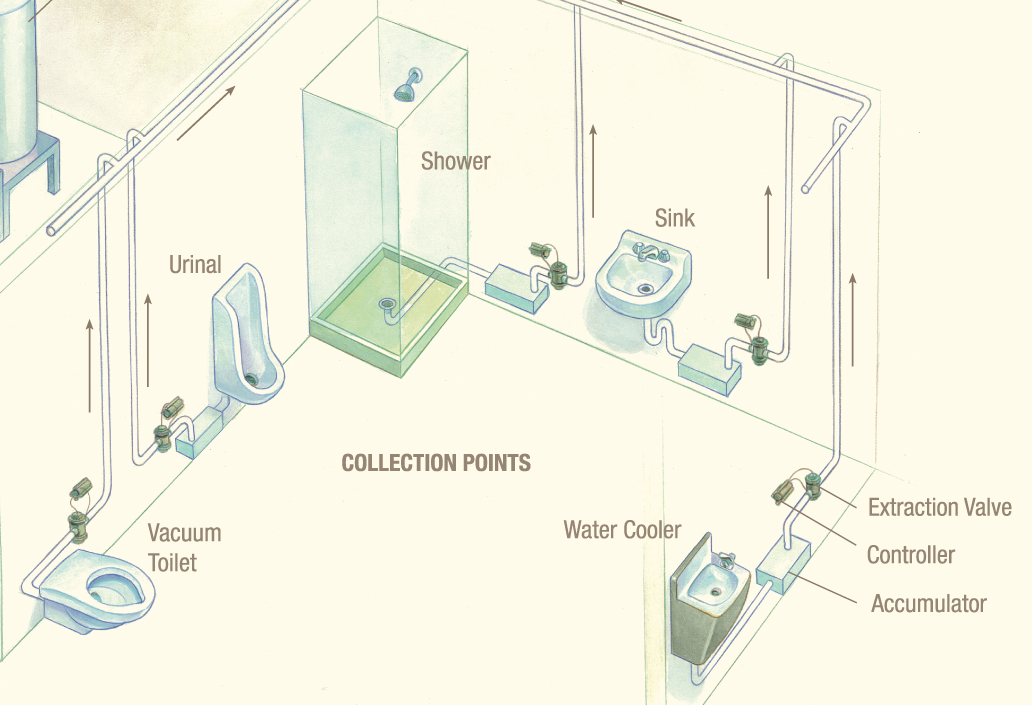 Shower
Sink
Urinal
COLLECTION POINTS
Vacuum
Toilet
Water Cooler
Extraction Valve
Controller
Accumulator